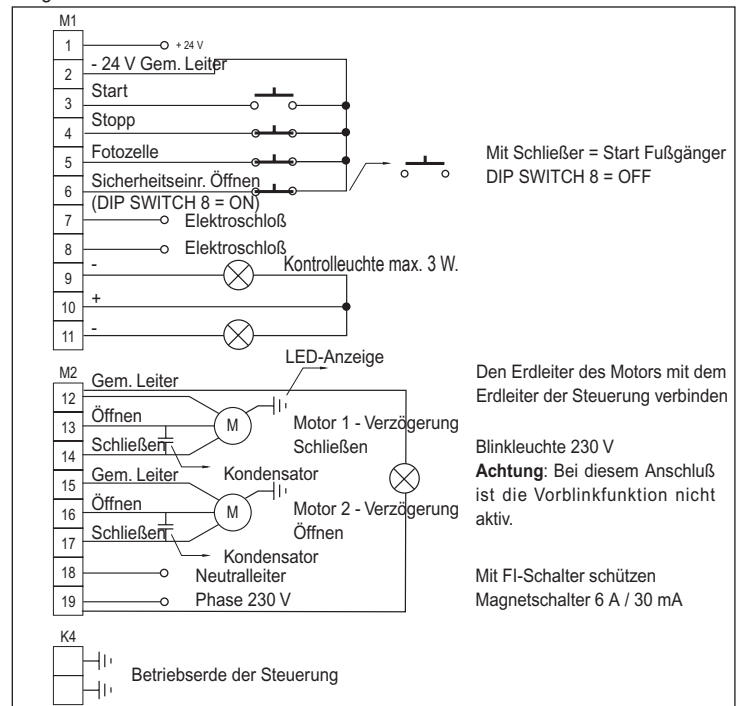 M1
1
+ 24 V
2
- 24 V Gem. Leiter
3
Start
4
Stopp
5
Fotozelle
6
Sicherheitseinr. Öffnen
(DIP SWITCH 8 = ON)
Mit Schließer = Start Fußgänger
DIP SWITCH 8 = OFF
7
Elektroschloß
8
Elektroschloß
9
-
Kontrolleuchte max. 3 W.
10
+
11
-
LED-Anzeige
M2
12
Gem. Leiter
13
Öffnen
14
Schließen
M
Motor 1 - Verzögerung
Schließen
Kondensator
Den Erdleiter des Motors mit dem
Erdleiter der Steuerung verbinden
15
Gem. Leiter
16
Öffnen
17
Schließen
M
Motor 2 - Verzögerung
Öffnen
Kondensator
Blinkleuchte 230 V
Achtung: Bei diesem Anschluß
ist die Vorblinkfunktion nicht
aktiv.
18
Neutralleiter
19
Phase 230 V
Mit FI-Schalter schützen
Magnetschalter 6 A / 30 mA
K4
Betriebserde der Steuerung